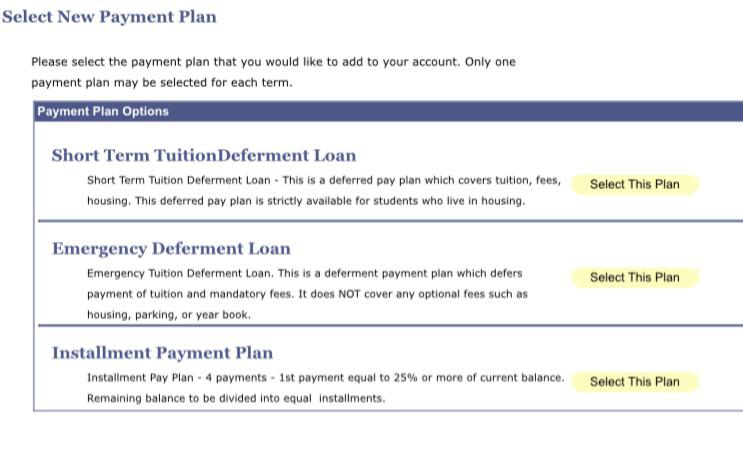 Select New Payment Plan
Please select the payment plan that you would like to add to your account. Only one
payment plan may be selected for each term.
Payment Plan Options
Short Term TuitionDeferment Loan
Short Term Tuition Deferment Loan - This is a deferred pay plan which covers tuition, fees,
housing. This deferred pay plan is strictly available for students who live in housing.
Select This Plan
Emergency Deferment Loan
Emergency Tuition Deferment Loan. This is a deferment payment plan which defers
payment of tuition and mandatory fees. It does NOT cover any optional fees such as
housing, parking, or year book.
Select This Plan
Installment Payment Plan
Installment Pay Plan - 4 payments - 1st payment equal to 25% or more of current balance.
Remaining balance to be divided into equal installments.
Select This Plan